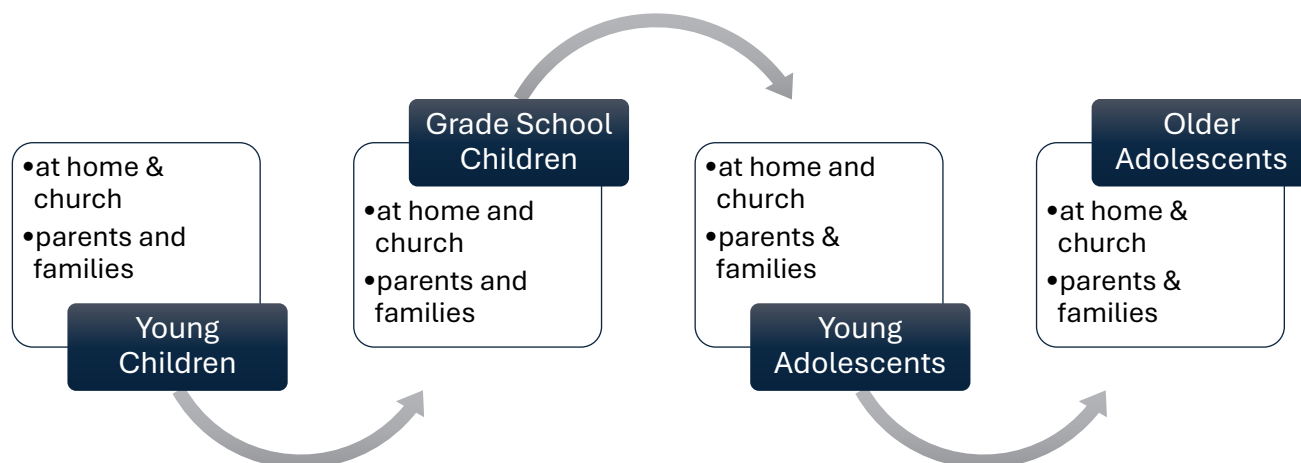 •at home &
church
•parents and
families
Young
Children
Grade School
Children
•at home and
church
•parents and
families
•at home and
church
•parents &
families
Young
Adolescents
Older
Adolescents
•at home &
church
•parents &
families